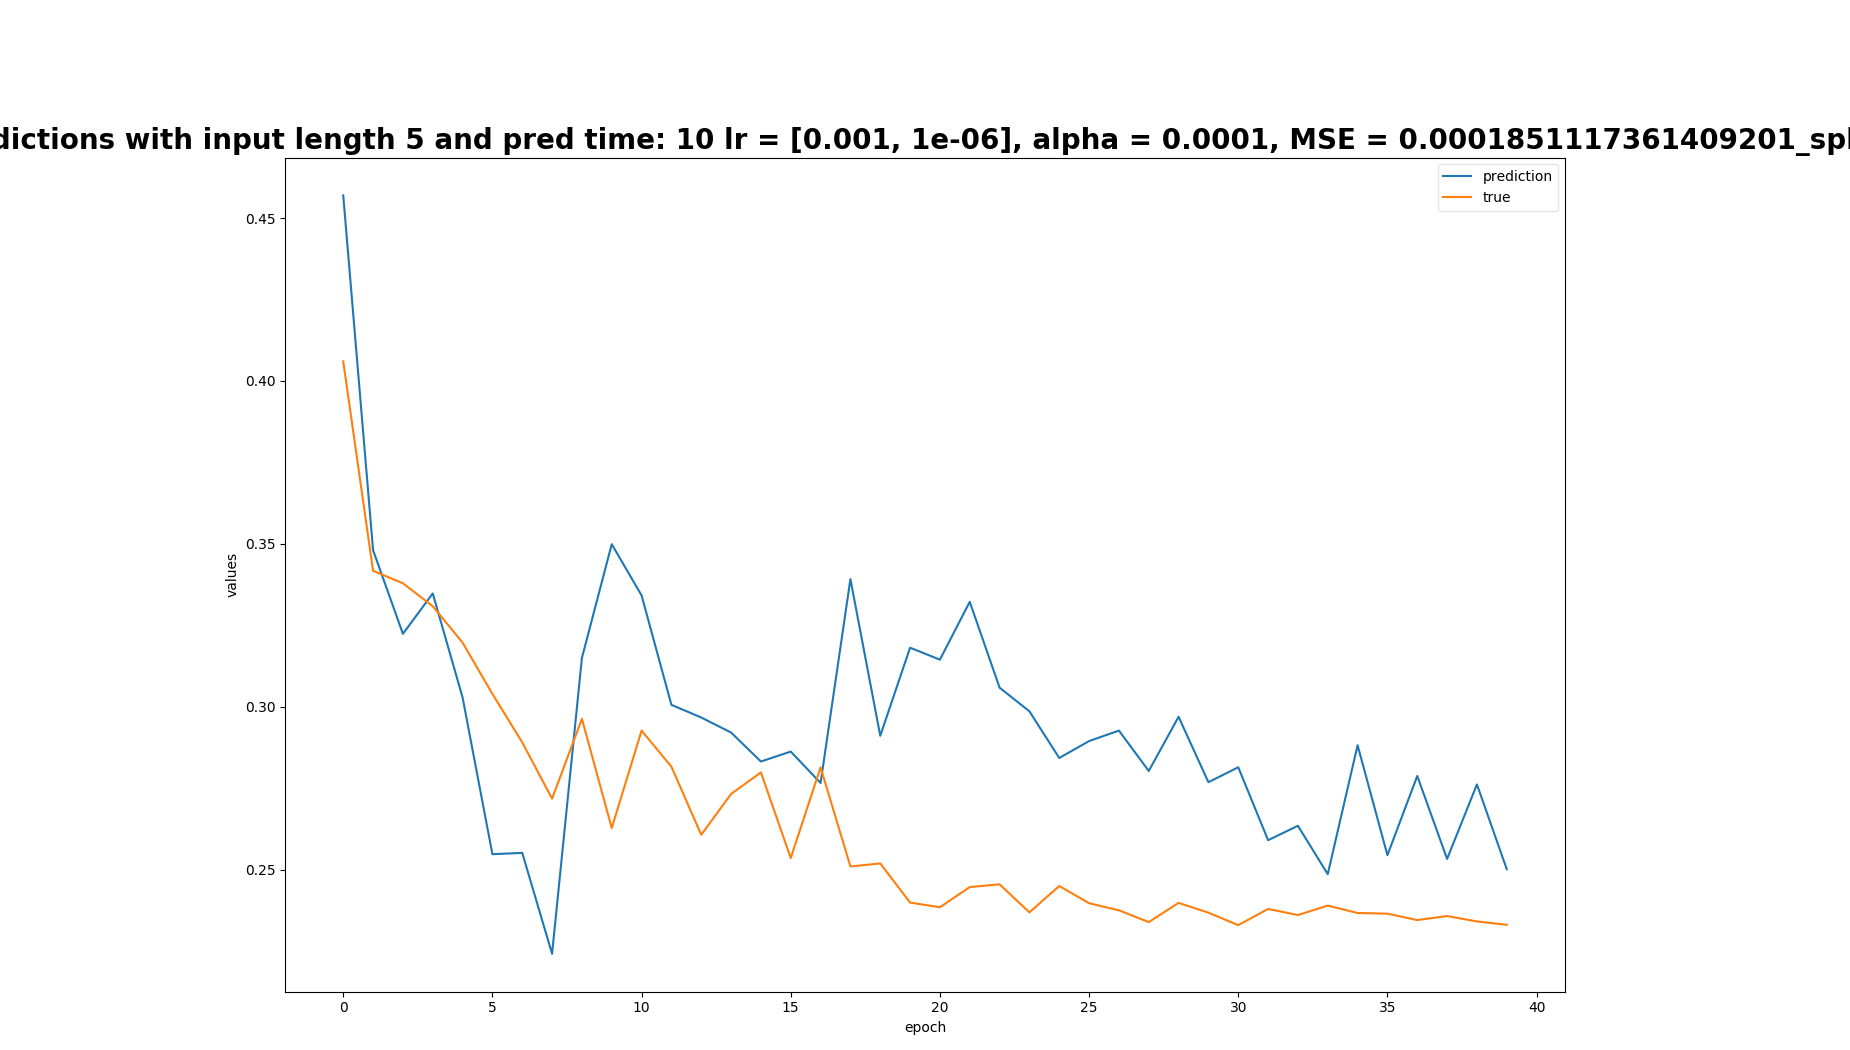 dictions with input length 5 and pred time: 10 lr = [0.001, 1e-06], alpha = 0.0001, MSE = 0.0001851117361409201_spl
prediction
true
0.45
0.40
0.35
0.30
0.25
values
0 5 10 15 20 25 30 35 40
epoch